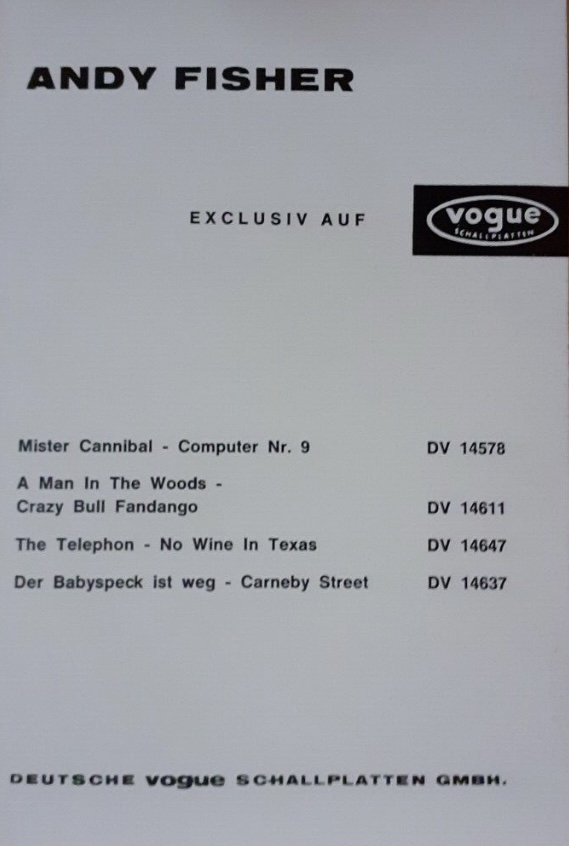 ANDY FISHER
EXCLUSIV AUF
vogue
SCHALLPLATTEN
Mister Cannibal - Computer Nr. 9 DV 14578
A Man In The Woods -
Crazy Bull Fandango DV 14611
The Telephon - No Wine In Texas DV 14647
Der Babyspeck ist weg - Carneby Street DV 14637
DEUTSCHE vogue SCHALLPLATTEN GMBH.